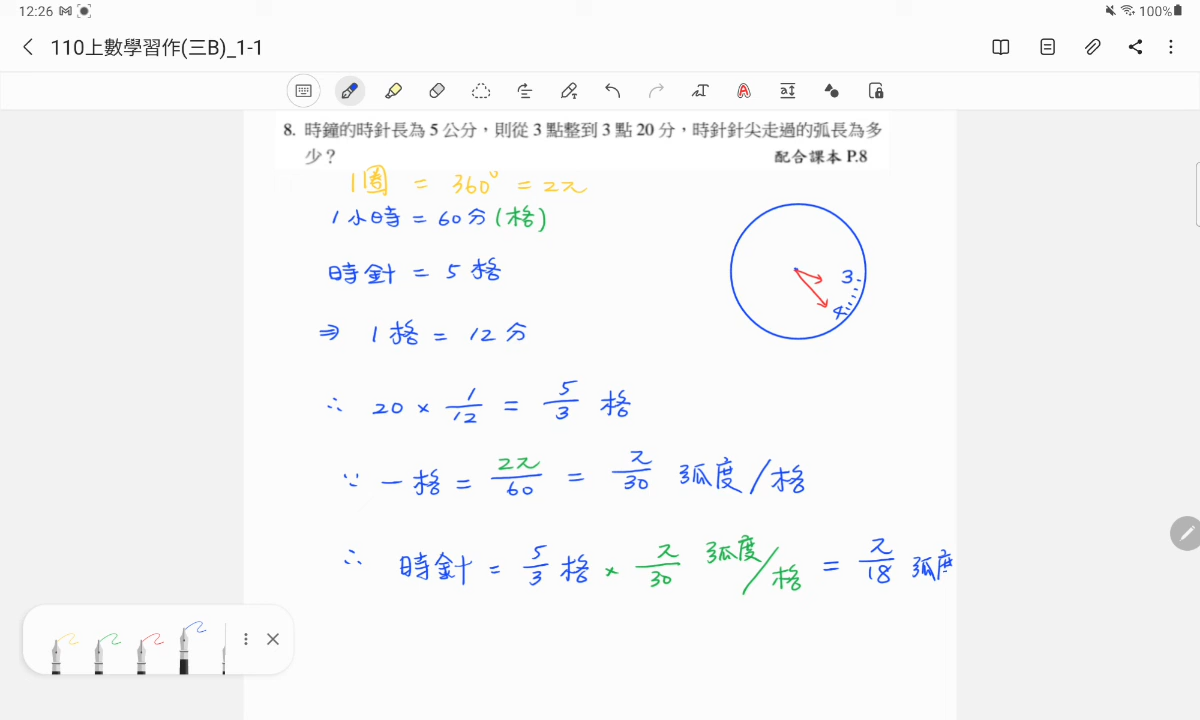 12:26 100%
110上數學習作(三B)_1-1
8. 時鐘的時針長為 5 公分，則從 3 點整到 3 點 20 分，時針針尖走過的弧長為多
少？ 配合課本 P.8
1圈 = 360° = 2π
1小時 = 60分(格)
時針 = 5格
3
4
⇒ 1格 = 12分
∴ 20 × 1/12 = 5/3 格
∵ 一格 = 2π/60 = π/30 弧度/格
∴ 時針 = 5/3 格 × π/30 弧度/格 = π/18 弧度